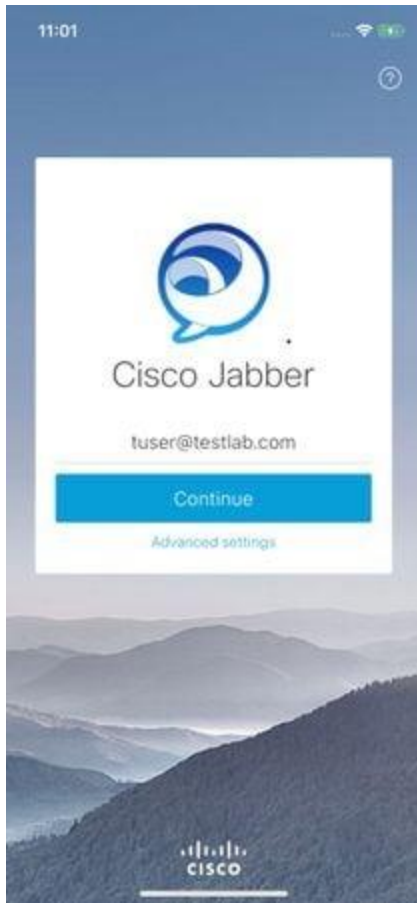 11:01
?
Cisco Jabber
tuser@testlab.com
Continue
Advanced settings
CISCO